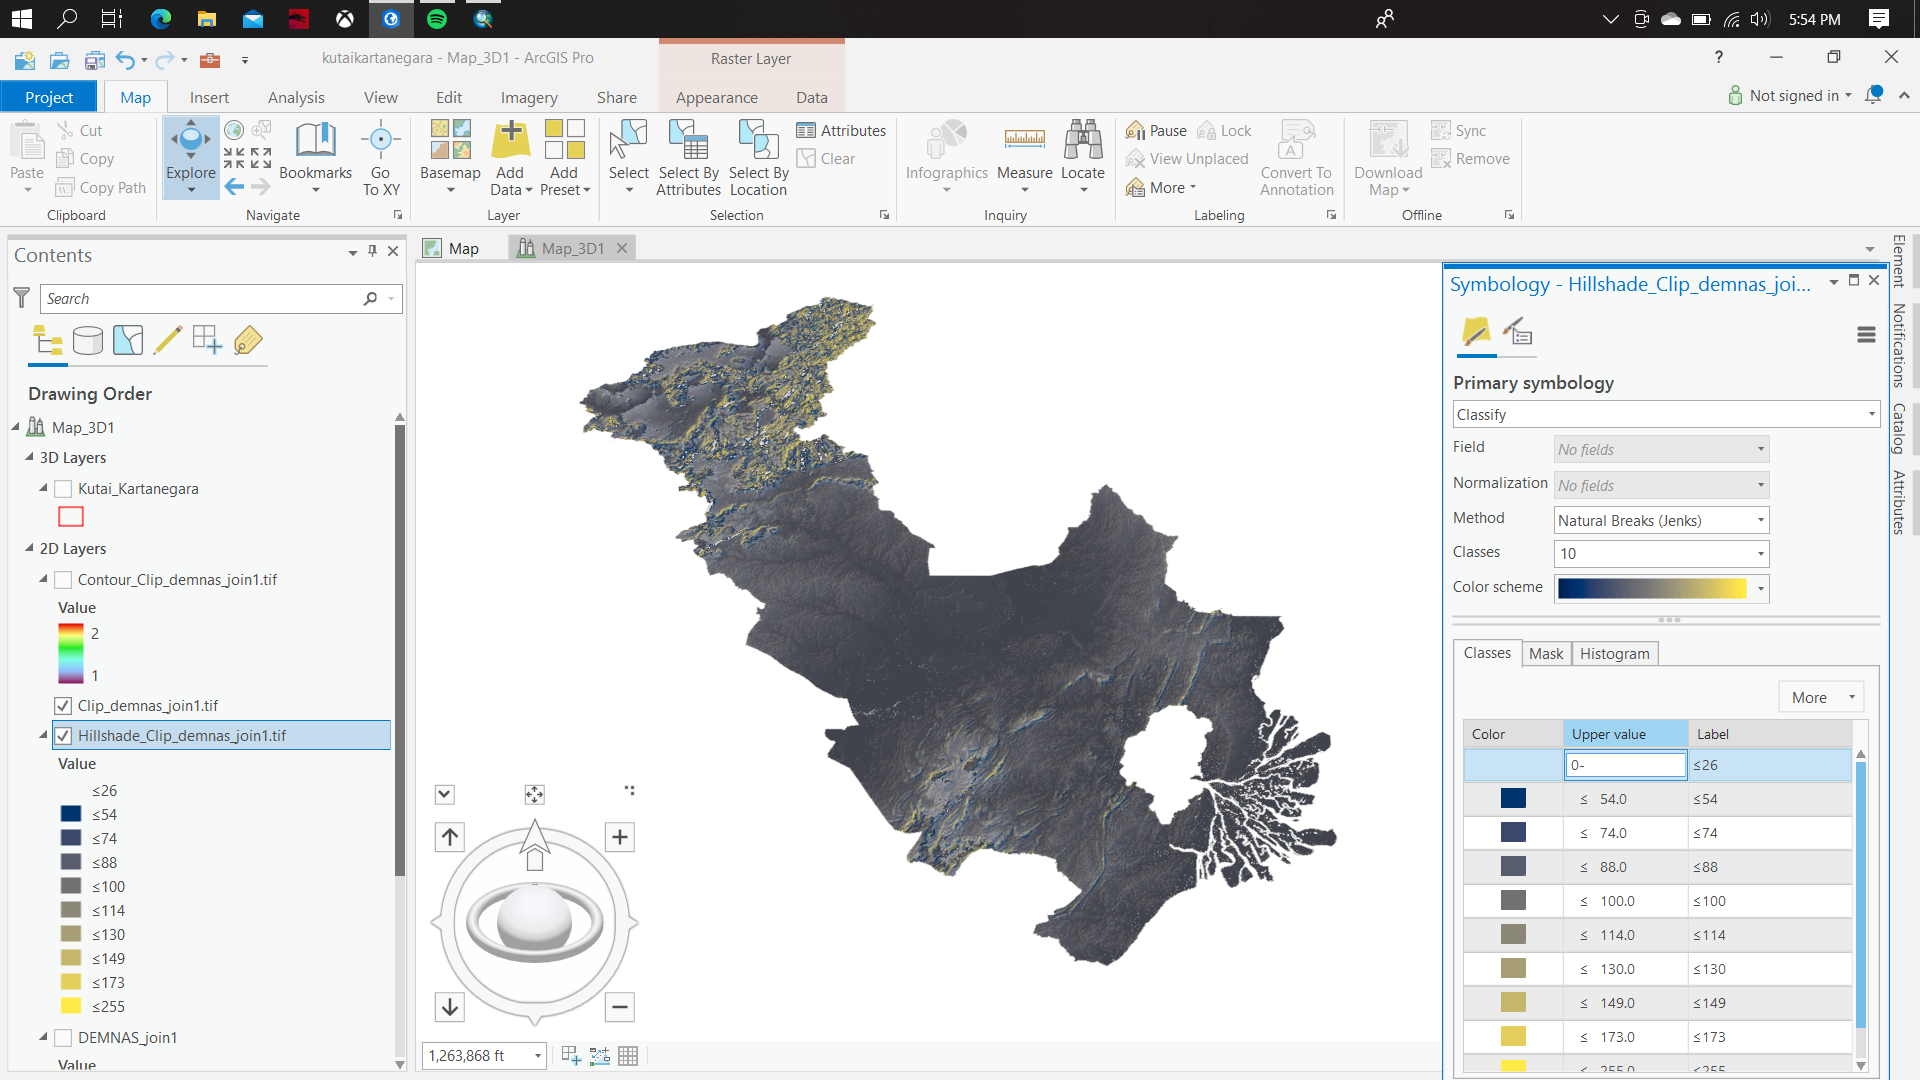 5:54 PM
kutaikartanegara - Map_3D1 - ArcGIS Pro
Raster Layer
?
Project
Map
Insert
Analysis
View
Edit
Imagery
Share
Appearance
Data
Not signed in
Paste
Cut
Copy
Copy Path
Clipboard
Explore
Bookmarks
Go To XY
Navigate
Basemap
Add Data
Add Preset
Layer
Select
Select By Attributes
Select By Location
Attributes
Clear
Selection
Infographics
Measure
Locate
Inquiry
Pause
Lock
View Unplaced
More
Convert To Annotation
Labeling
Download Map
Sync
Remove
Offline
Contents
Search
Drawing Order
Map_3D1
3D Layers
Kutai_Kartanegara
2D Layers
Contour_Clip_demnas_join1.tif
Value
2
1
Clip_demnas_join1.tif
Hillshade_Clip_demnas_join1.tif
Value
≤26
≤54
≤74
≤88
≤100
≤114
≤130
≤149
≤173
≤255
DEMNAS_join1
Value
Map
Map_3D1
1,263,868 ft
Symbology - Hillshade_Clip_demnas_joi...
Primary symbology
Classify
Field No fields
Normalization No fields
Method Natural Breaks (Jenks)
Classes 10
Color scheme
Classes Mask Histogram
More
Color Upper value Label
0- ≤26
≤ 54.0 ≤54
≤ 74.0 ≤74
≤ 88.0 ≤88
≤ 100.0 ≤100
≤ 114.0 ≤114
≤ 130.0 ≤130
≤ 149.0 ≤149
≤ 173.0 ≤173
≤ 255.0 ≤255
Element
Notifications
Catalog
Attributes